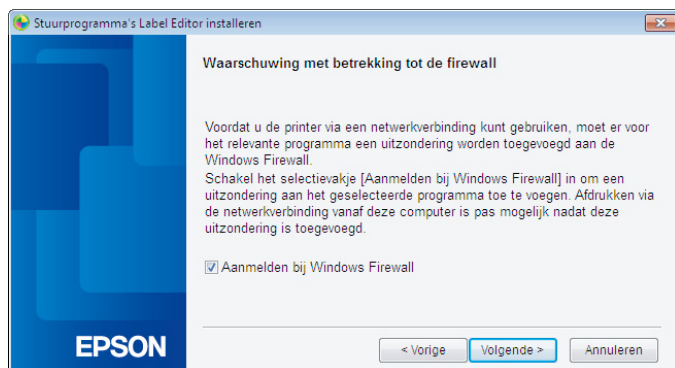 Stuurprogramma's Label Editor installeren
Waarschuwing met betrekking tot de firewall
Voordat u de printer via een netwerkverbinding kunt gebruiken, moet er voor
het relevante programma een uitzondering worden toegevoegd aan de
Windows Firewall.
Schakel het selectievakje [Aanmelden bij Windows Firewall] in om een
uitzondering aan het geselecteerde programma toe te voegen. Afdrukken via
de netwerkverbinding vanaf deze computer is pas mogelijk nadat deze
uitzondering is toegevoegd.
Aanmelden bij Windows Firewall
EPSON
< Vorige Volgende > Annuleren